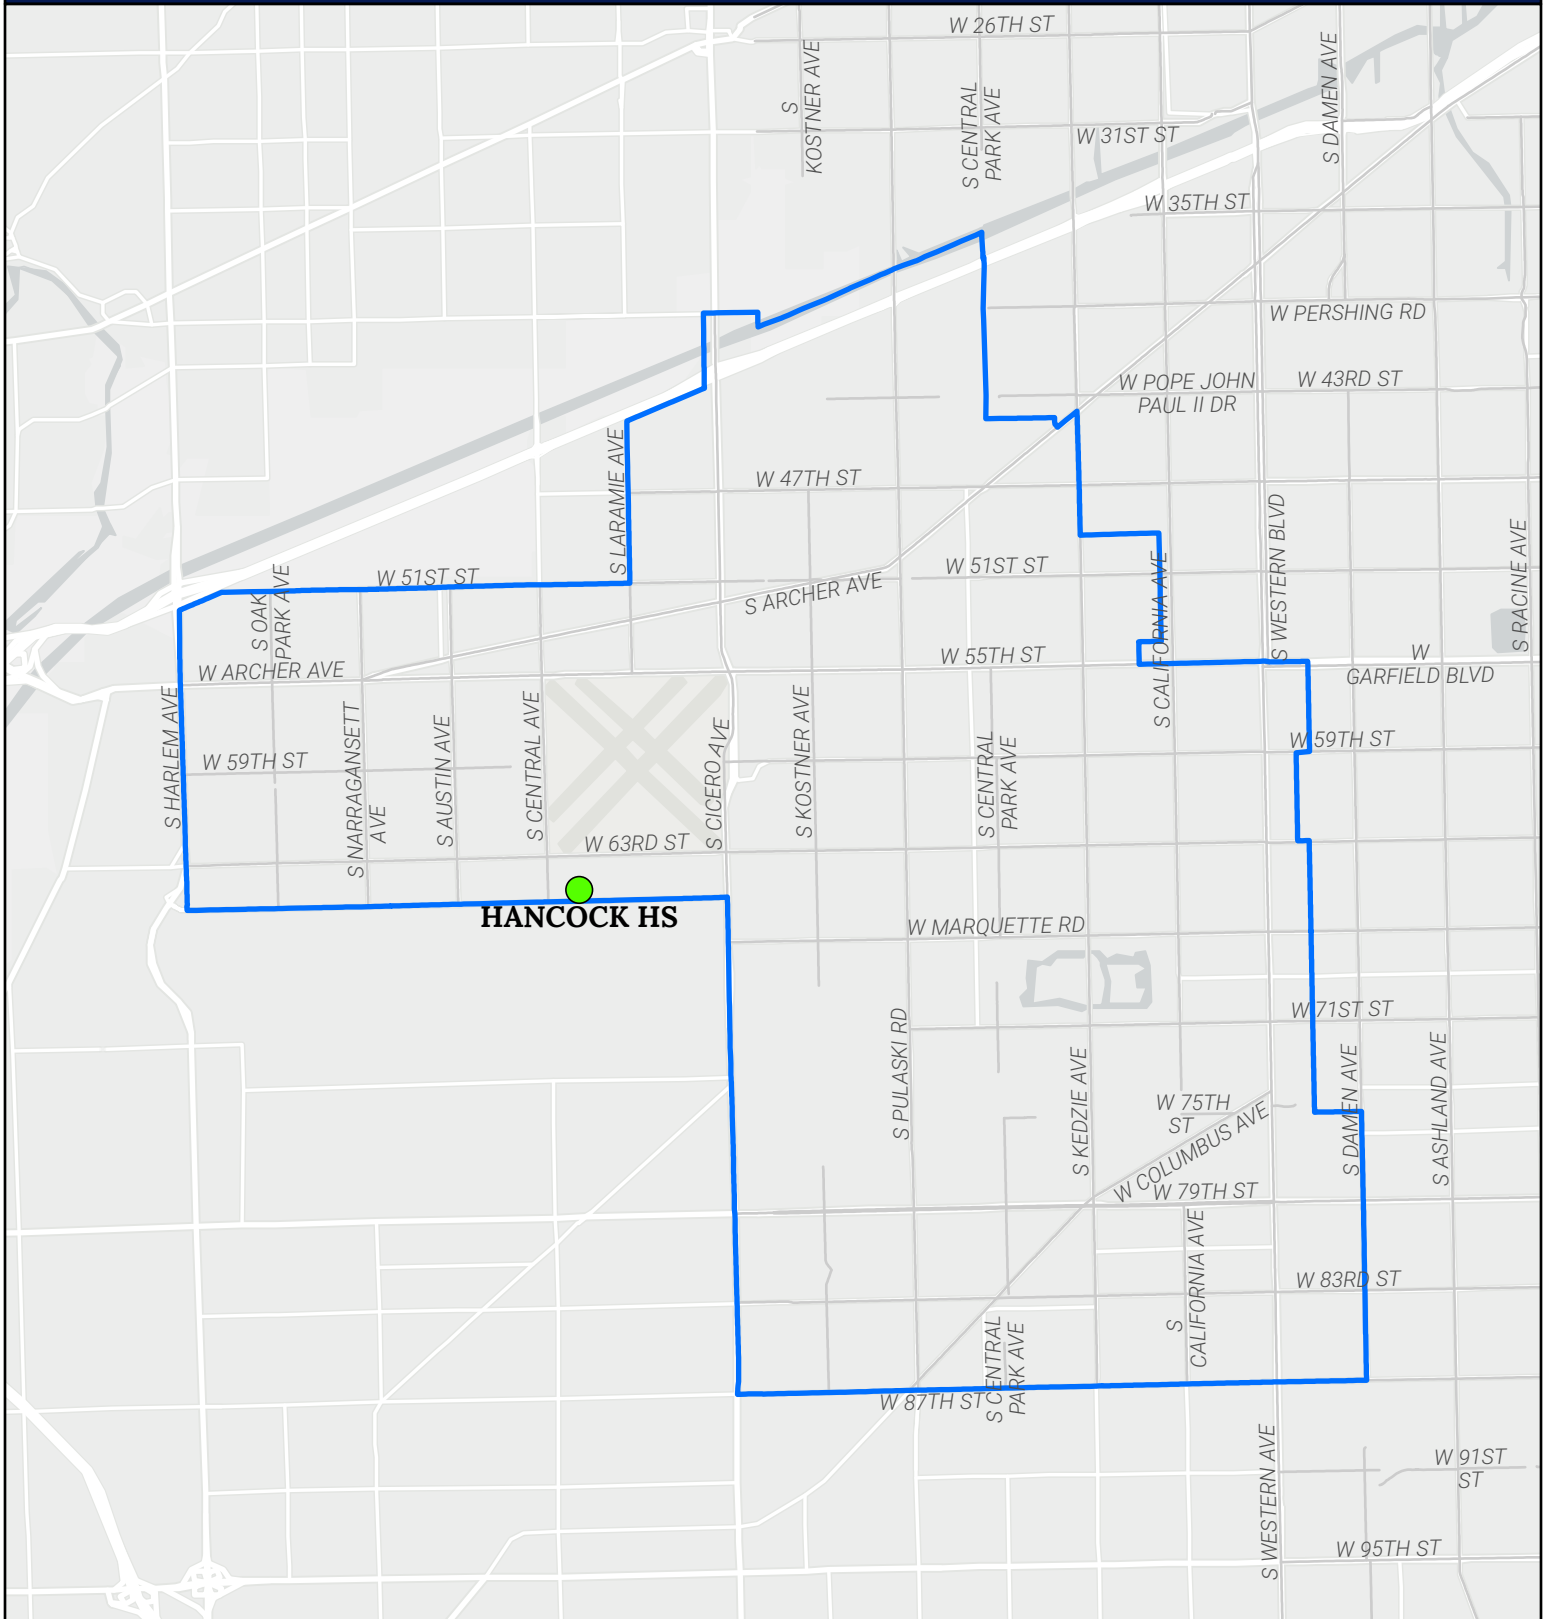 W 26TH ST
S
KOSTNER AVE
S DAMEN AVE
S CENTRAL
PARK AVE
W 31ST ST
W 35TH ST
W PERSHING RD
W POPE JOHN
PAUL II DR
W 43RD ST
S LARAMIE AVE
W 47TH ST
S WESTERN BLVD
S RACINE AVE
W 51ST ST
S OAK
PARK AVE
S ARCHER AVE
W 51ST ST
S CALIFORNIA AVE
W ARCHER AVE
W 55TH ST
W
GARFIELD BLVD
S HARLEM AVE
W 59TH ST
S NARRAGANSETT
AVE
S AUSTIN AVE
S CENTRAL AVE
S CICERO AVE
S KOSTNER AVE
S CENTRAL
PARK AVE
W 59TH ST
W 63RD ST
HANCOCK HS
W MARQUETTE RD
W 71ST ST
S PULASKI RD
S KEDZIE AVE
W 75TH
ST
W COLUMBUS AVE
S DAMEN AVE
S ASHLAND AVE
W 79TH ST
S
CALIFORNIA AVE
W 83RD ST
S CENTRAL
PARK AVE
W 87TH ST
S WESTERN AVE
W 91ST
ST
W 95TH ST